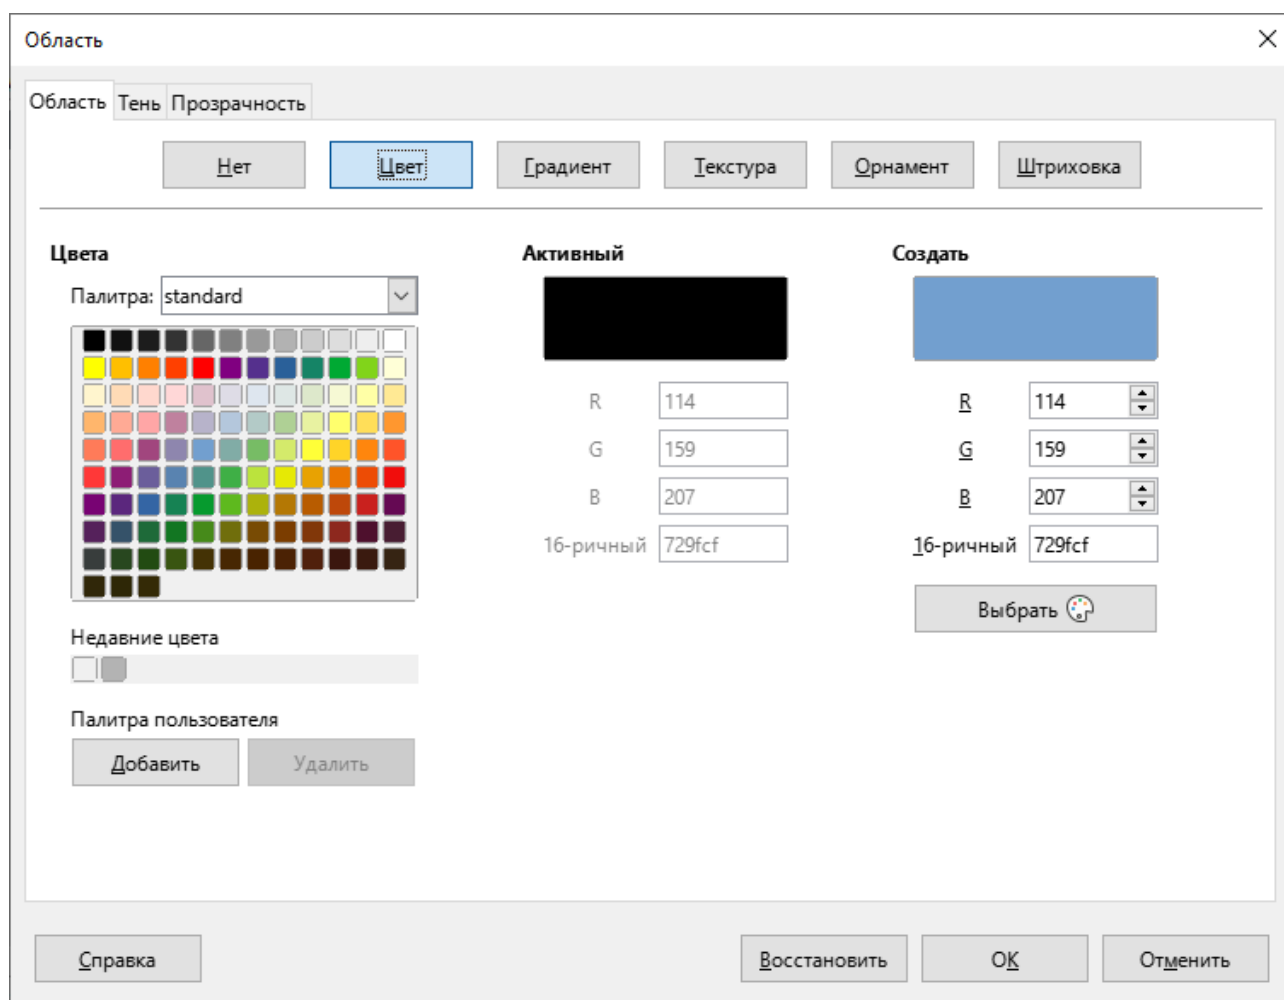 Область
Область Тень Прозрачность
Нет Цвет Градиент Текстура Орнамент Штриховка
Цвета Активный Создать
Палитра: standard
R 114 R 114
G 159 G 159
B 207 B 207
16-ричный 729fcf 16-ричный 729fcf
Выбрать
Недавние цвета
Палитра пользователя
Добавить Удалить
Справка Восстановить OK Отменить